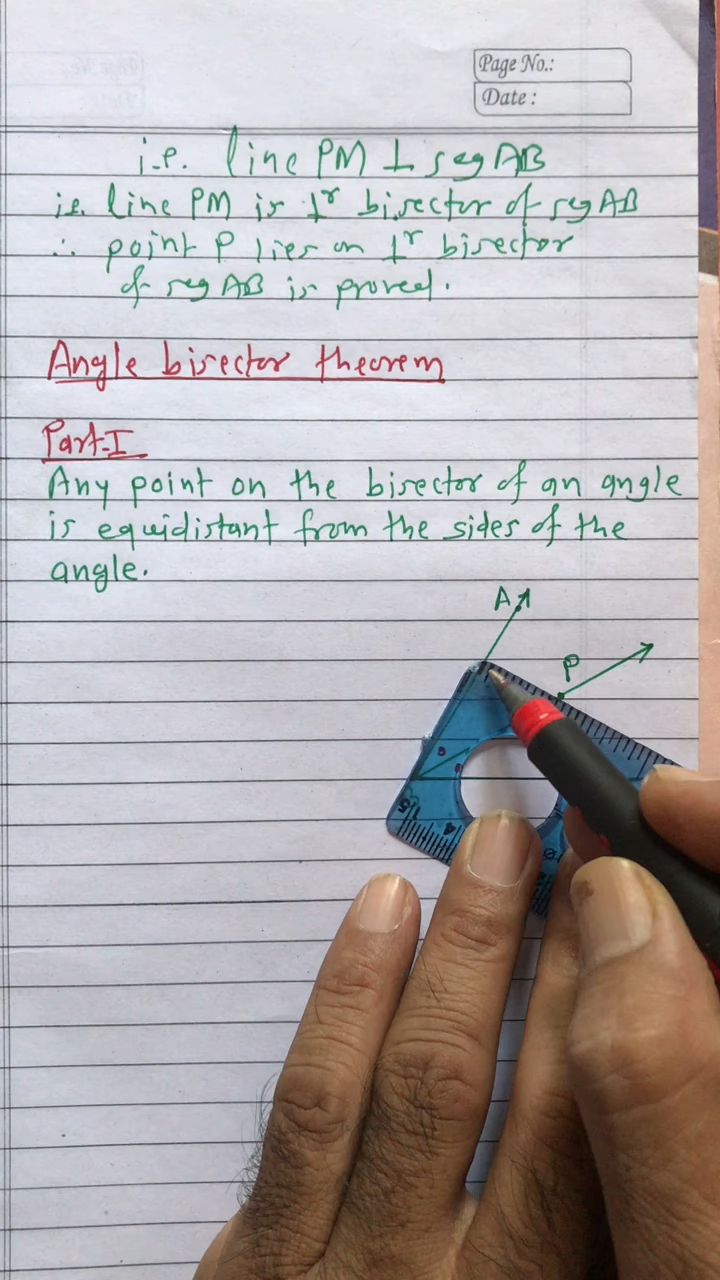 Page No.:
Date :
i.e. line PM ⊥ seg AB
i.e. line PM is ⊥r bisector of seg AB
∴ point P lies on ⊥r bisector
of seg AB is proved.
Angle bisector theorem
Part-I
Any point on the bisector of an angle
is equidistant from the sides of the
angle.
A
P
15
14